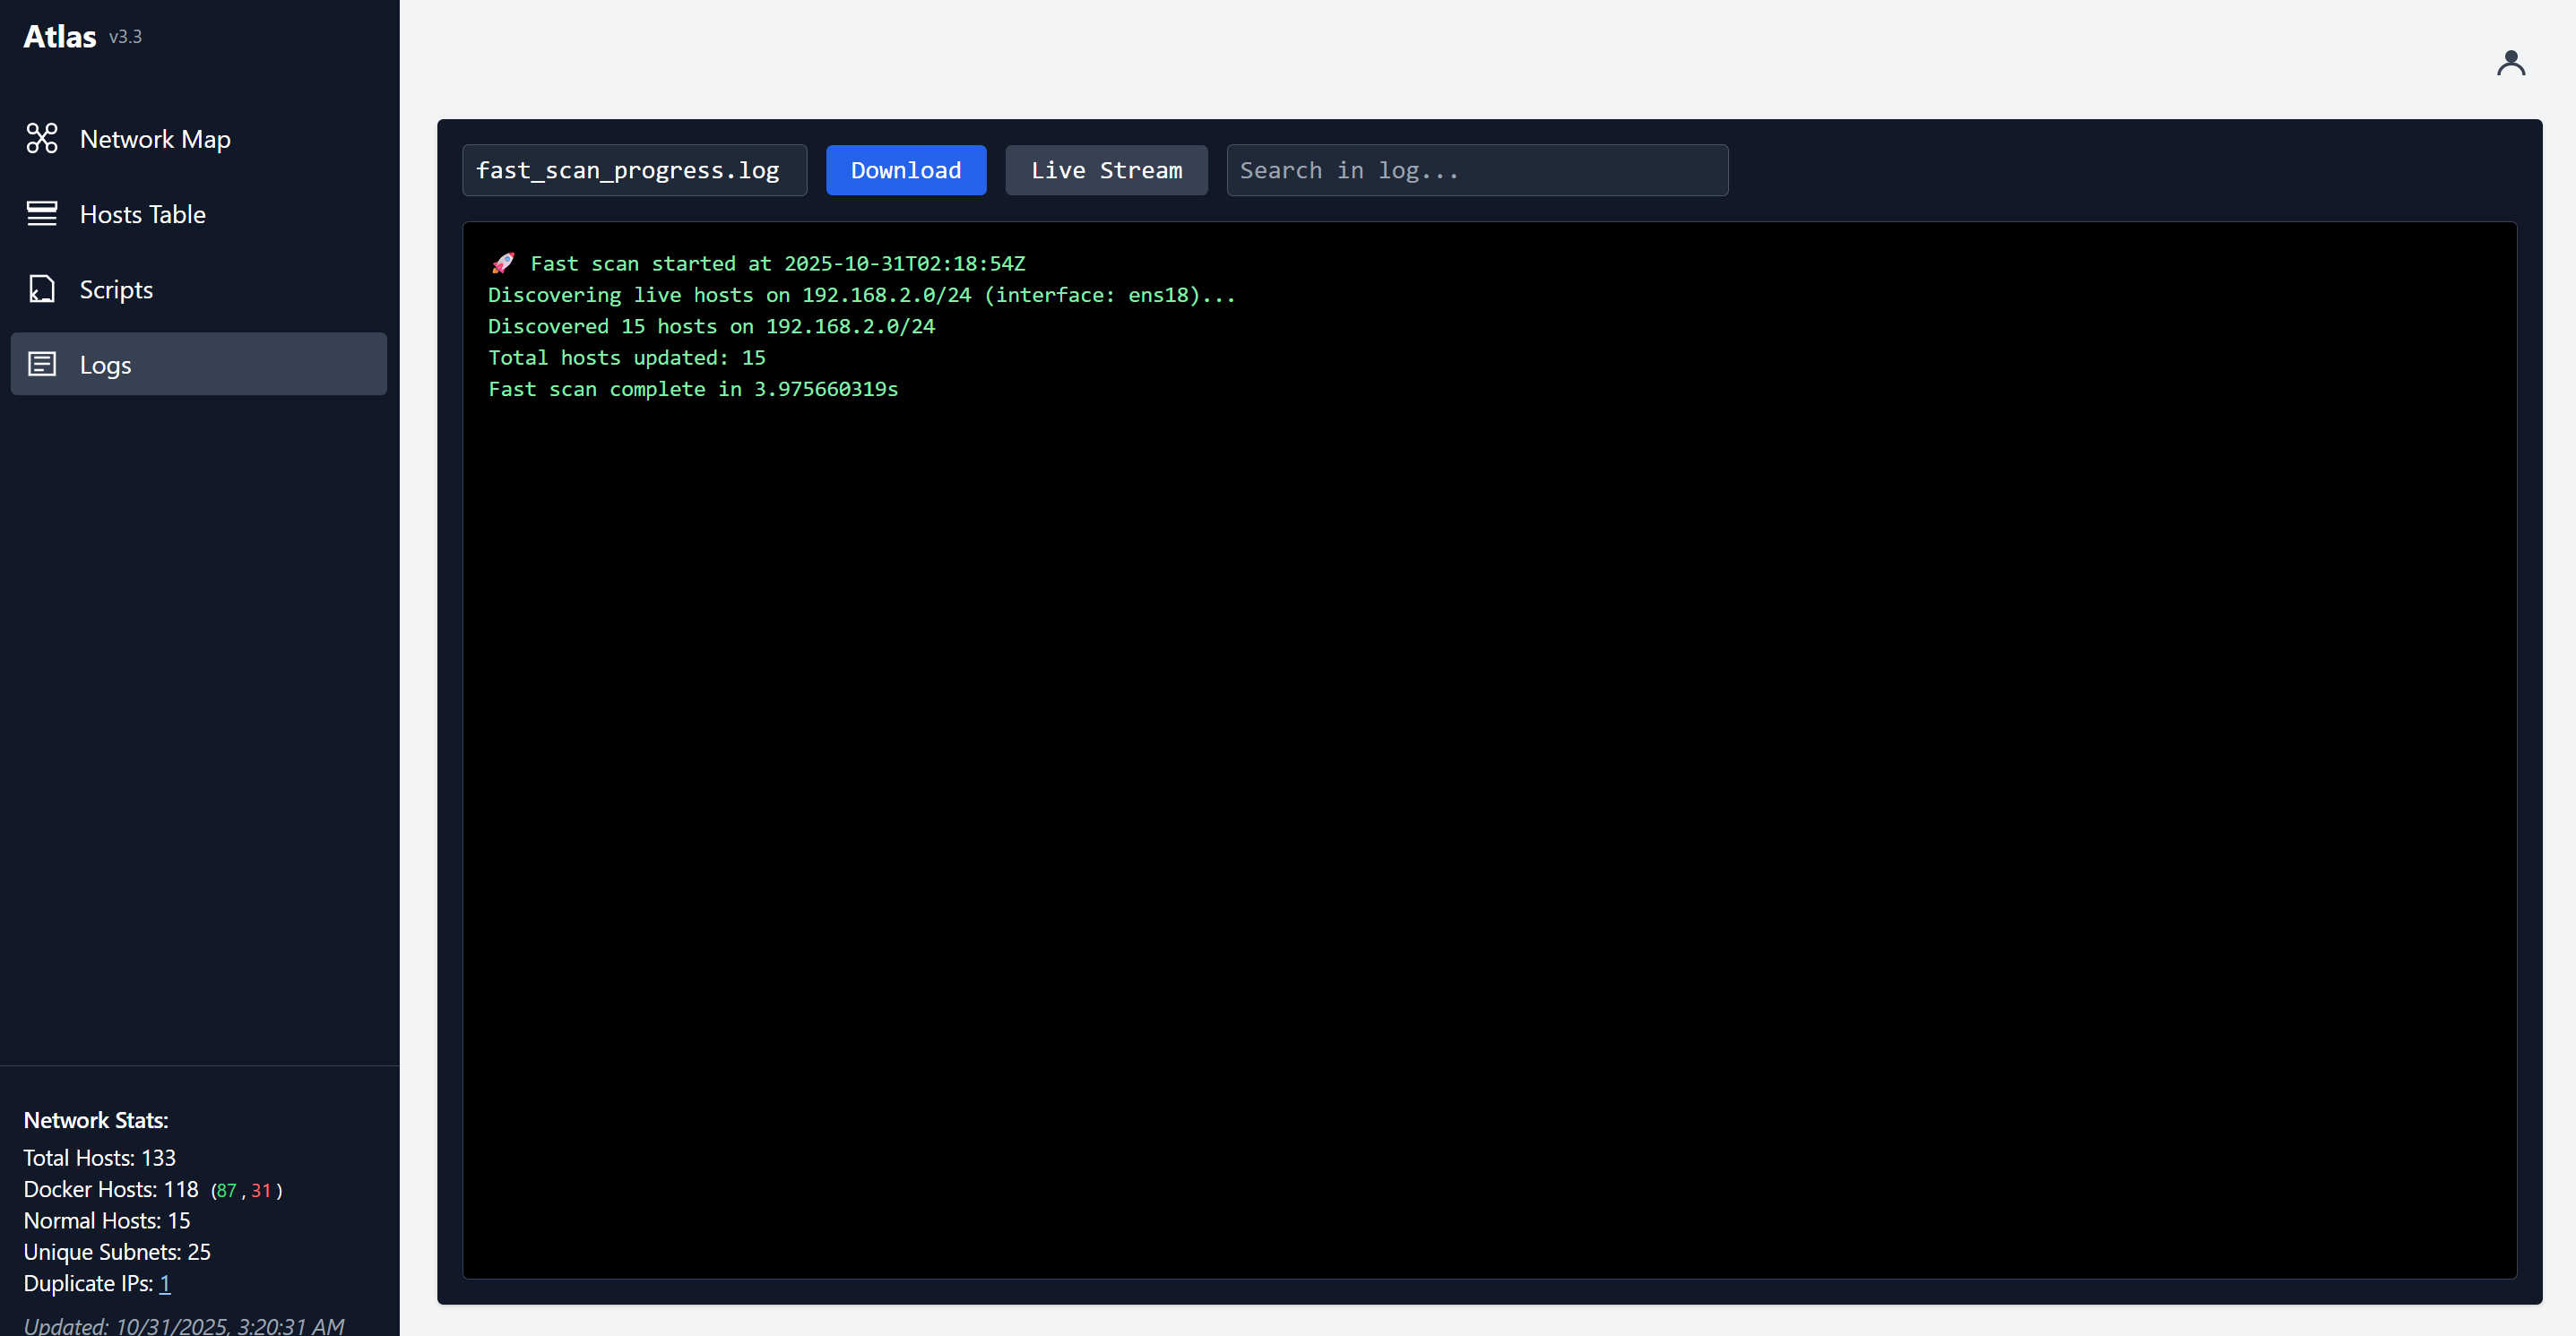 Atlas v3.3
Network Map
Hosts Table
Scripts
Logs
Network Stats:
Total Hosts: 133
Docker Hosts: 118 (87 , 31 )
Normal Hosts: 15
Unique Subnets: 25
Duplicate IPs: 1
Updated: 10/31/2025, 3:20:31 AM
fast_scan_progress.log Download Live Stream Search in log...
🚀 Fast scan started at 2025-10-31T02:18:54Z
Discovering live hosts on 192.168.2.0/24 (interface: ens18)...
Discovered 15 hosts on 192.168.2.0/24
Total hosts updated: 15
Fast scan complete in 3.975660319s